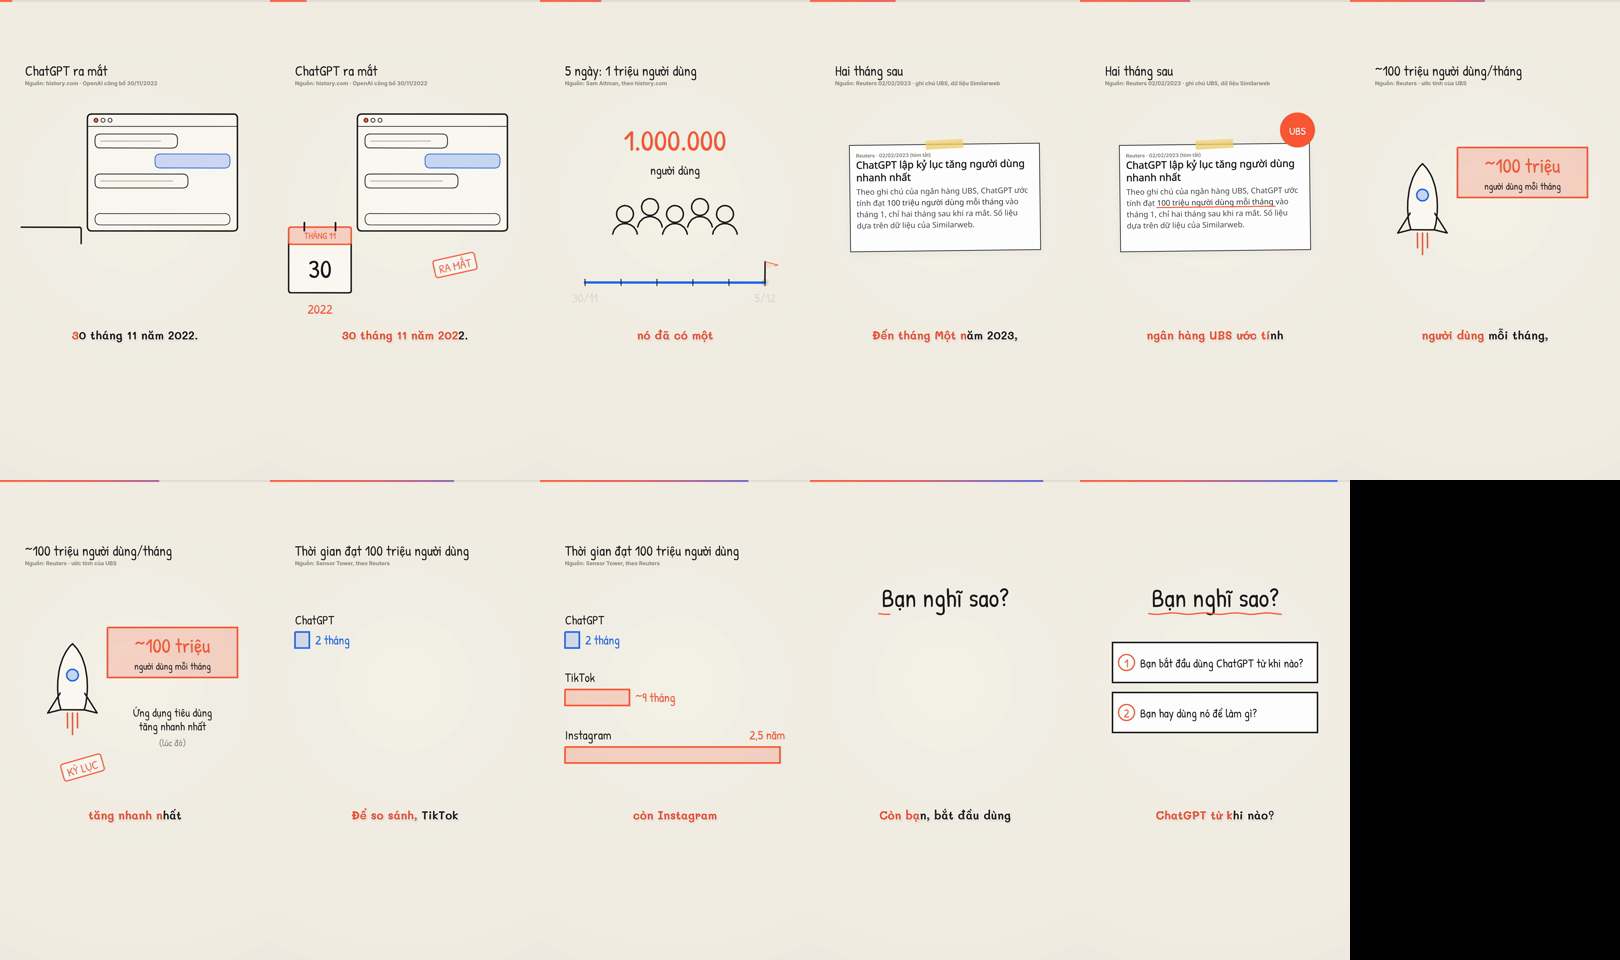 ChatGPT ra mắt
Nguồn: history.com · OpenAI công bố 30/11/2022
30 tháng 11 năm 2022.
ChatGPT ra mắt
Nguồn: history.com · OpenAI công bố 30/11/2022
THÁNG 11
30
2022
RA MẮT
30 tháng 11 năm 2022.
5 ngày: 1 triệu người dùng
Nguồn: Sam Altman, theo history.com
1.000.000
người dùng
30/11
5/12
nó đã có một
Hai tháng sau
Nguồn: Reuters 02/02/2023 · ghi chú UBS, dữ liệu Similarweb
Reuters · 02/02/2023 (tóm tắt)
ChatGPT lập kỷ lục tăng người dùng
nhanh nhất
Theo ghi chú của ngân hàng UBS, ChatGPT ước
tính đạt 100 triệu người dùng mỗi tháng vào
tháng 1, chỉ hai tháng sau khi ra mắt. Số liệu
dựa trên dữ liệu của Similarweb.
Đến tháng Một năm 2023,
Hai tháng sau
Nguồn: Reuters 02/02/2023 · ghi chú UBS, dữ liệu Similarweb
UBS
Reuters · 02/02/2023 (tóm tắt)
ChatGPT lập kỷ lục tăng người dùng
nhanh nhất
Theo ghi chú của ngân hàng UBS, ChatGPT ước
tính đạt 100 triệu người dùng mỗi tháng vào
tháng 1, chỉ hai tháng sau khi ra mắt. Số liệu
dựa trên dữ liệu của Similarweb.
ngân hàng UBS ước tính
~100 triệu người dùng/tháng
Nguồn: Reuters · ước tính của UBS
~100 triệu
người dùng mỗi tháng
người dùng mỗi tháng,
~100 triệu người dùng/tháng
Nguồn: Reuters · ước tính của UBS
~100 triệu
người dùng mỗi tháng
Ứng dụng tiêu dùng
tăng nhanh nhất
(lúc đó)
KỶ LỤC
tăng nhanh nhất
Thời gian đạt 100 triệu người dùng
Nguồn: Sensor Tower, theo Reuters
ChatGPT
2 tháng
Để so sánh, TikTok
Thời gian đạt 100 triệu người dùng
Nguồn: Sensor Tower, theo Reuters
ChatGPT
2 tháng
TikTok
~9 tháng
Instagram
2,5 năm
còn Instagram
Bạn nghĩ sao?
Còn bạn, bắt đầu dùng
Bạn nghĩ sao?
1 Bạn bắt đầu dùng ChatGPT từ khi nào?
2 Bạn hay dùng nó để làm gì?
ChatGPT từ khi nào?